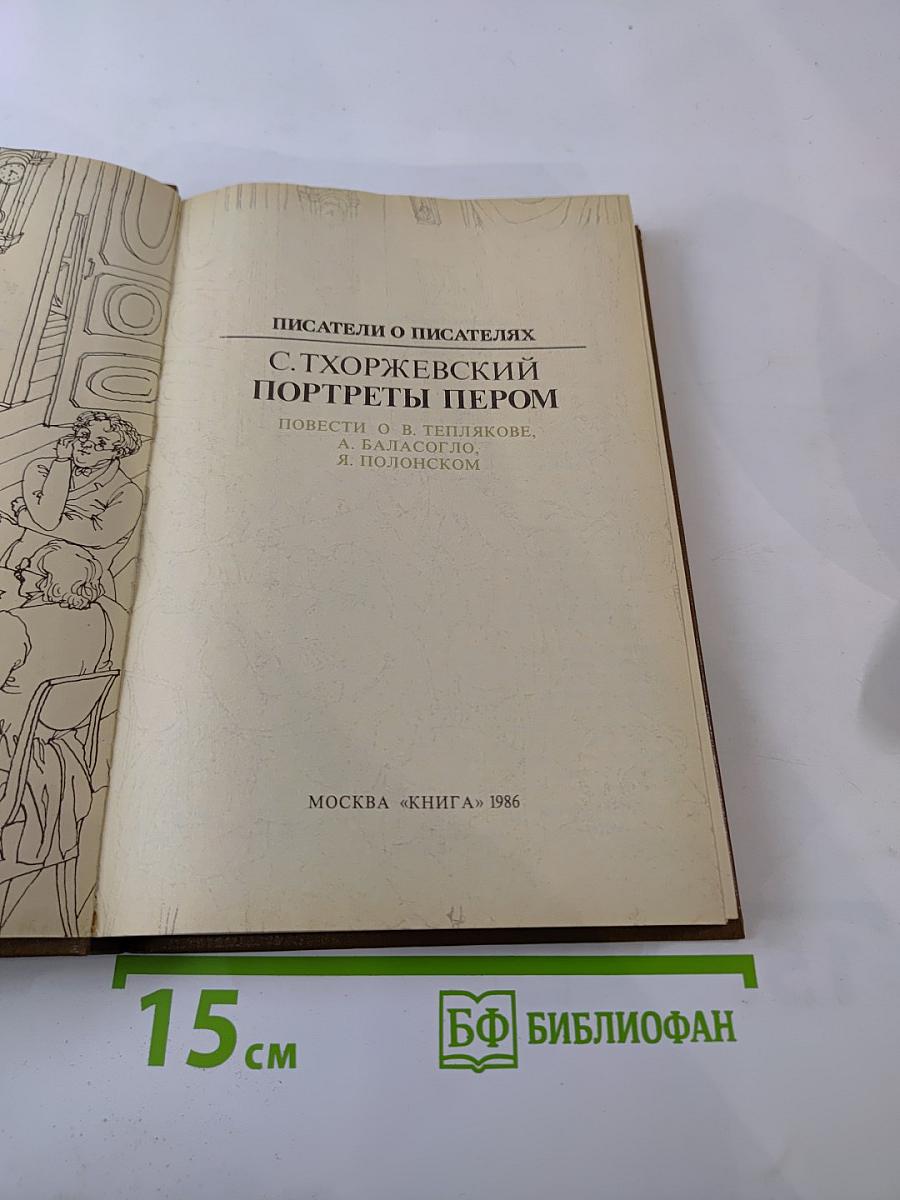 ПИСАТЕЛИ О ПИСАТЕЛЯХ
С. ТХОРЖЕВСКИЙ
ПОРТРЕТЫ ПЕРОМ
ПОВЕСТИ О В. ТЕПЛЯКОВЕ,
А. БАЛАСОГЛО,
Я. ПОЛОНСКОМ
МОСКВА «КНИГА» 1986
15 см
БФ БИБЛИОФАН